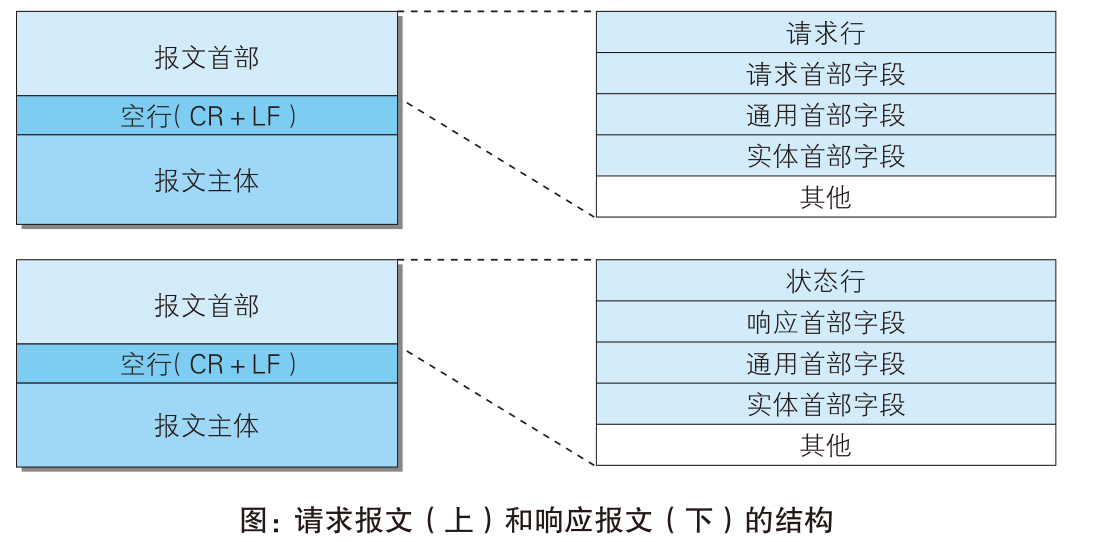 报文首部
空行( CR + LF )
报文主体
请求行
请求首部字段
通用首部字段
实体首部字段
其他
报文首部
空行( CR + LF )
报文主体
状态行
响应首部字段
通用首部字段
实体首部字段
其他
图：请求报文（上）和响应报文（下）的结构